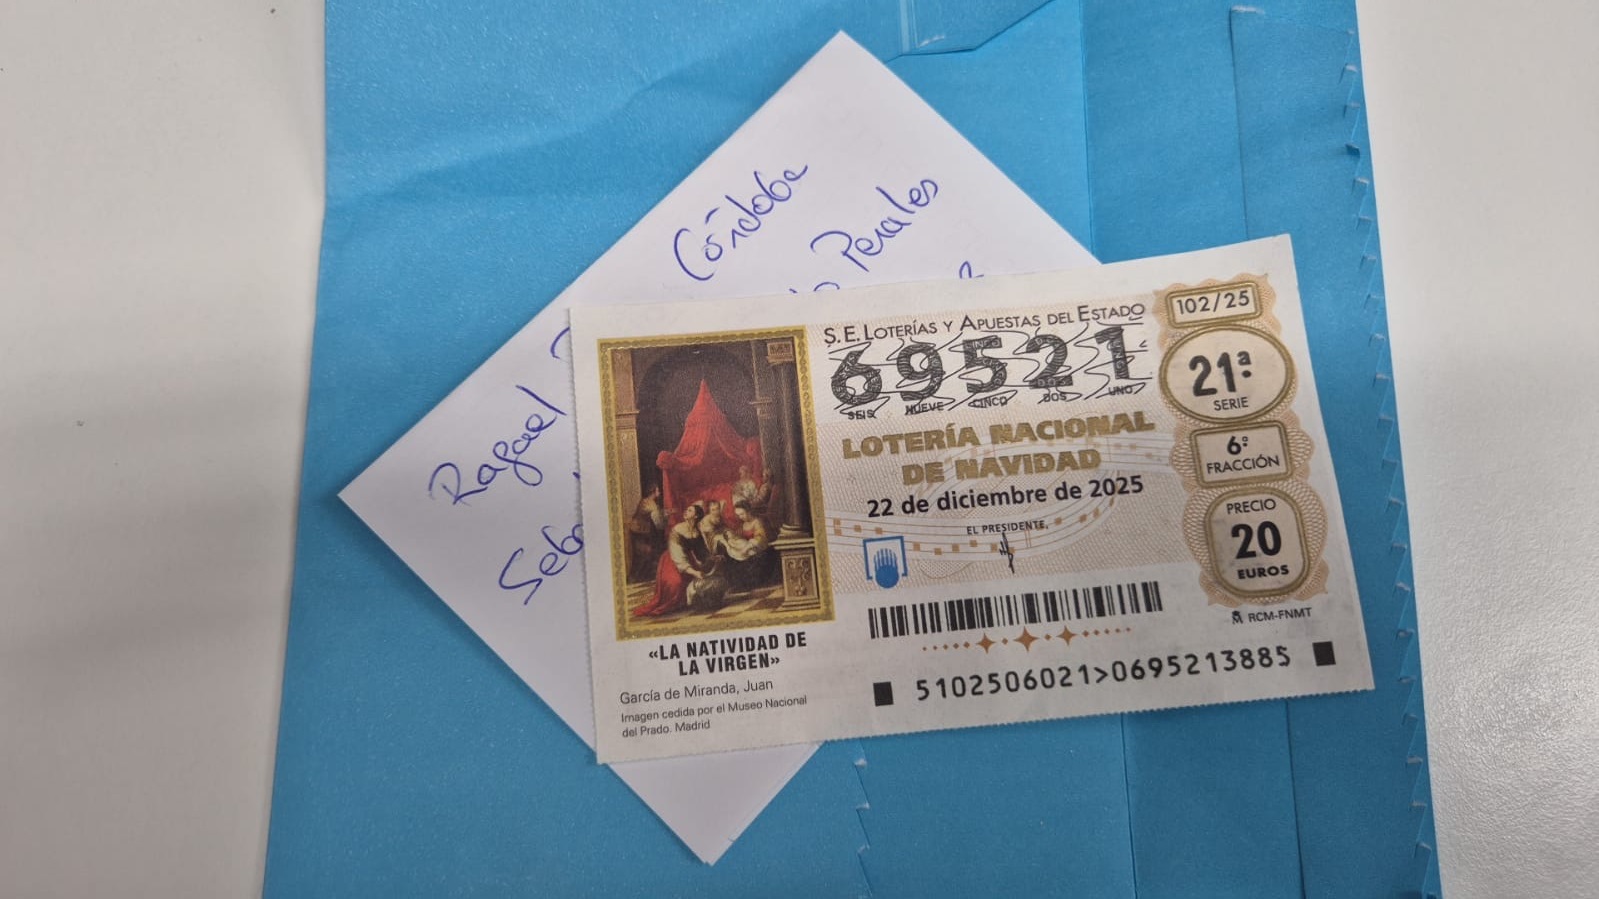 Córdoba
Perales
Rafael
S.E. LOTERÍAS Y APUESTAS DEL ESTADO
69521
SEIS NUEVE CINCO DOS UNO
LOTERÍA NACIONAL
DE NAVIDAD
22 de diciembre de 2025
EL PRESIDENTE,
102/25
21ª
SERIE
6ª
FRACCIÓN
PRECIO
20
EUROS
RCM-FNMT
«LA NATIVIDAD DE
LA VIRGEN»
García de Miranda, Juan
Imagen cedida por el Museo Nacional
del Prado. Madrid
5102506021>0695213885